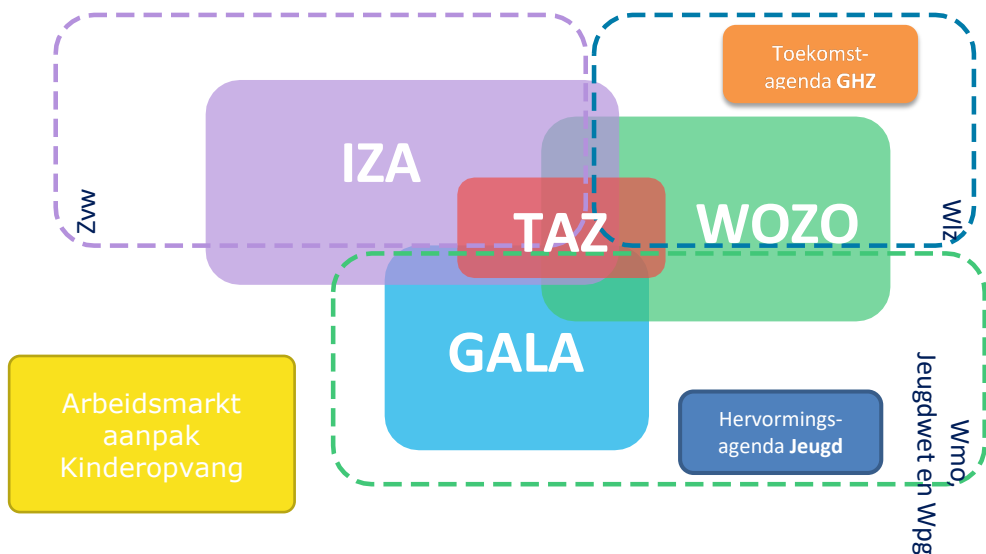 Toekomst-
agenda GHZ
IZA
Zvw
TAZ
WOZO
Wlz
GALA
Arbeidsmarkt
aanpak
Kinderopvang
Hervormings-
agenda Jeugd
Wmo,
Jeugdwet en Wpg